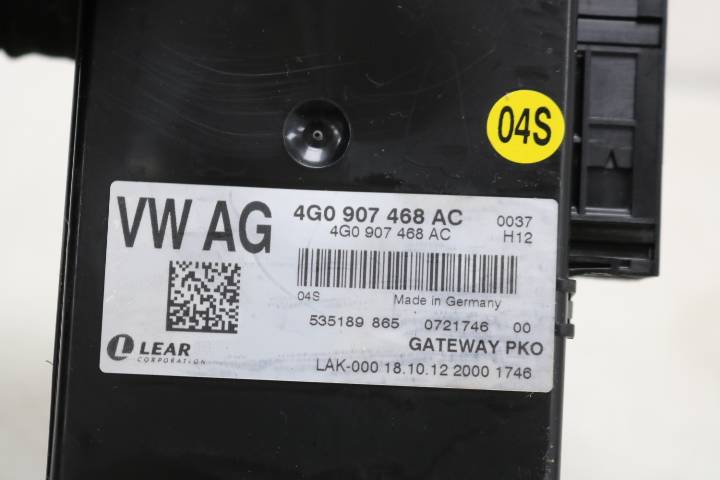 04S
VW AG
4G0 907 468 AC 0037
4G0 907 468 AC H12
04S Made in Germany
535189 865 0721746 00
LEAR
CORPORATION
GATEWAY PKO
LAK-000 18.10.12 2000 1746